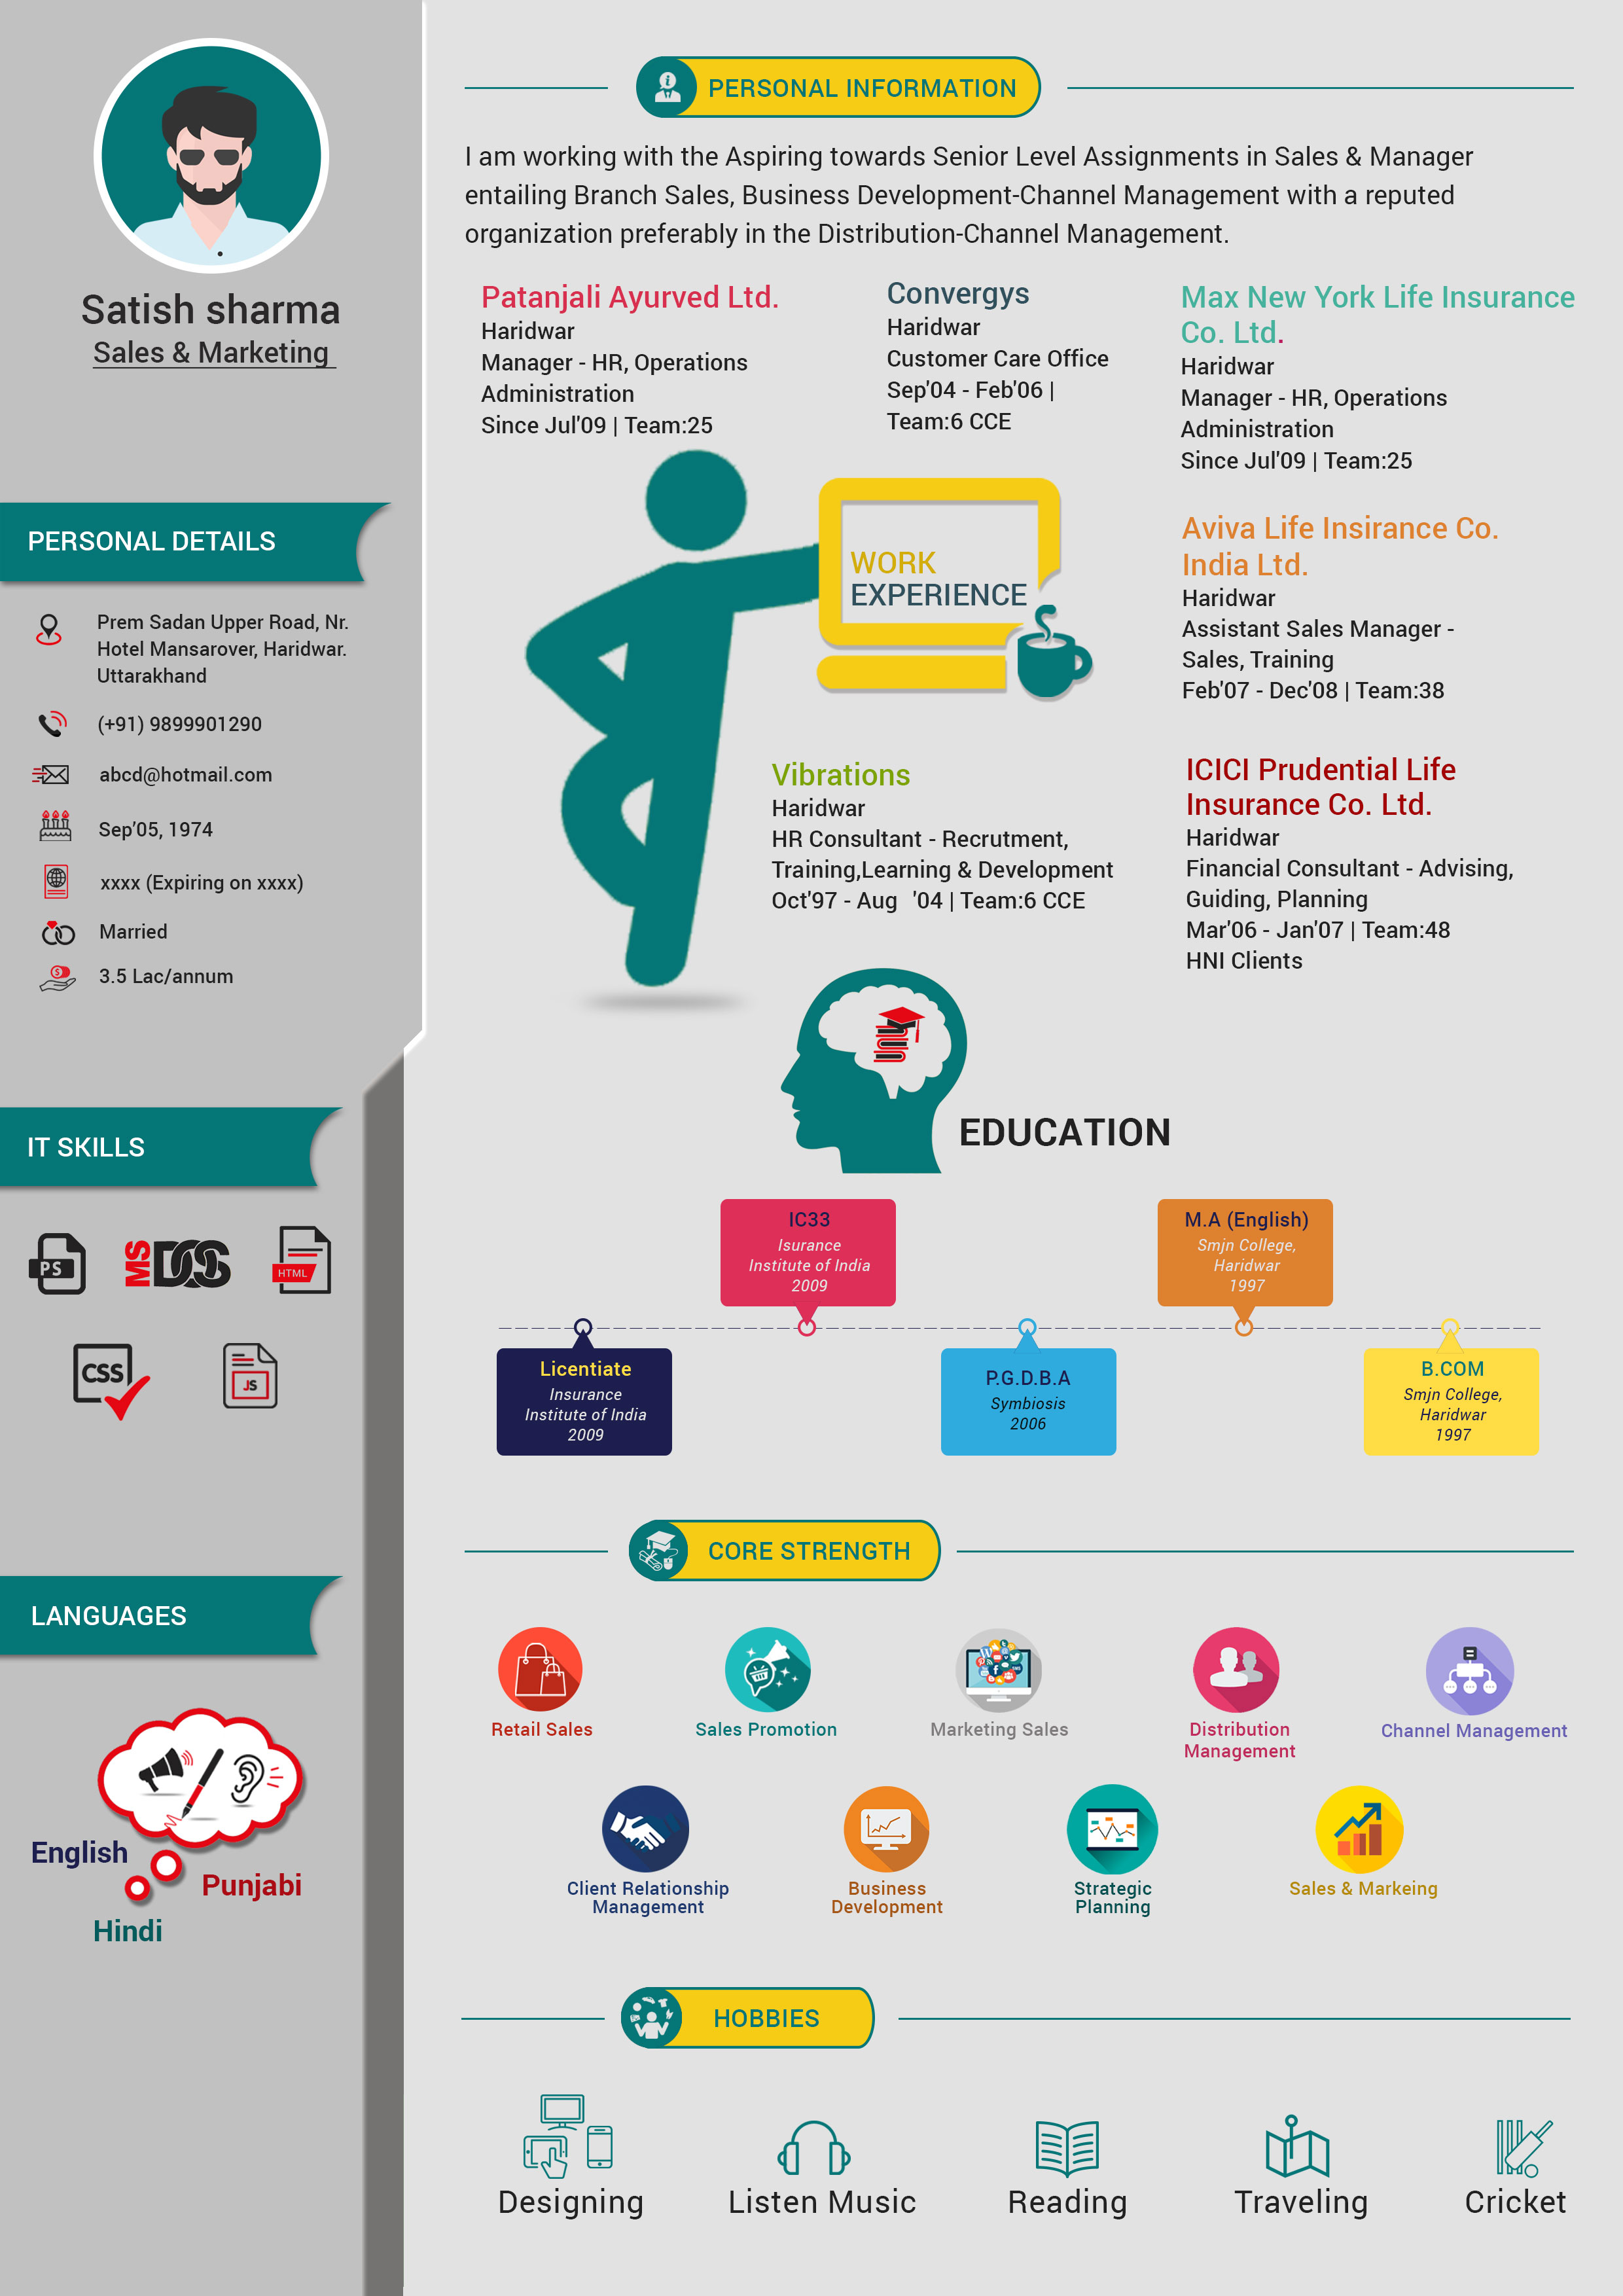 Satish sharma
Sales & Marketing
PERSONAL DETAILS
Prem Sadan Upper Road, Nr.
Hotel Mansarover, Haridwar.
Uttarakhand
(+91) 9899901290
abcd@hotmail.com
Sep'05, 1974
xxxx (Expiring on xxxx)
Married
3.5 Lac/annum
IT SKILLS
PS
MS DOS
HTML
CSS
JS
LANGUAGES
English
Punjabi
Hindi
PERSONAL INFORMATION
I am working with the Aspiring towards Senior Level Assignments in Sales & Manager
entailing Branch Sales, Business Development-Channel Management with a reputed
organization preferably in the Distribution-Channel Management.
Patanjali Ayurved Ltd.
Haridwar
Manager - HR, Operations
Administration
Since Jul'09 | Team:25
Convergys
Haridwar
Customer Care Office
Sep'04 - Feb'06 |
Team:6 CCE
Max New York Life Insurance
Co. Ltd.
Haridwar
Manager - HR, Operations
Administration
Since Jul'09 | Team:25
WORK
EXPERIENCE
Aviva Life Insirance Co.
India Ltd.
Haridwar
Assistant Sales Manager -
Sales, Training
Feb'07 - Dec'08 | Team:38
Vibrations
Haridwar
HR Consultant - Recrutment,
Training,Learning & Development
Oct'97 - Aug '04 | Team:6 CCE
ICICI Prudential Life
Insurance Co. Ltd.
Haridwar
Financial Consultant - Advising,
Guiding, Planning
Mar'06 - Jan'07 | Team:48
HNI Clients
EDUCATION
Licentiate
Insurance
Institute of India
2009
IC33
Isurance
Institute of India
2009
P.G.D.B.A
Symbiosis
2006
M.A (English)
Smjn College,
Haridwar
1997
B.COM
Smjn College,
Haridwar
1997
CORE STRENGTH
Retail Sales
Sales Promotion
Marketing Sales
Distribution
Management
Channel Management
Client Relationship
Management
Business
Development
Strategic
Planning
Sales & Markeing
HOBBIES
Designing
Listen Music
Reading
Traveling
Cricket